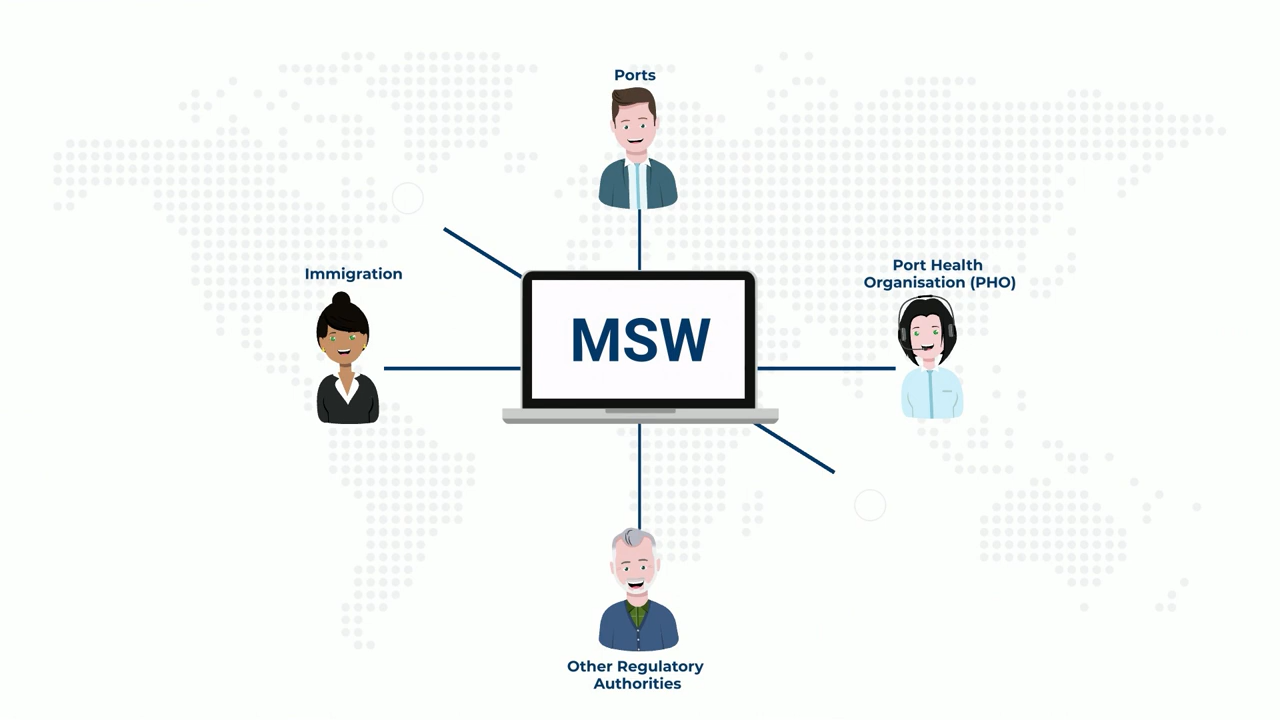 Ports
Immigration
Port Health
Organisation (PHO)
MSW
Other Regulatory
Authorities